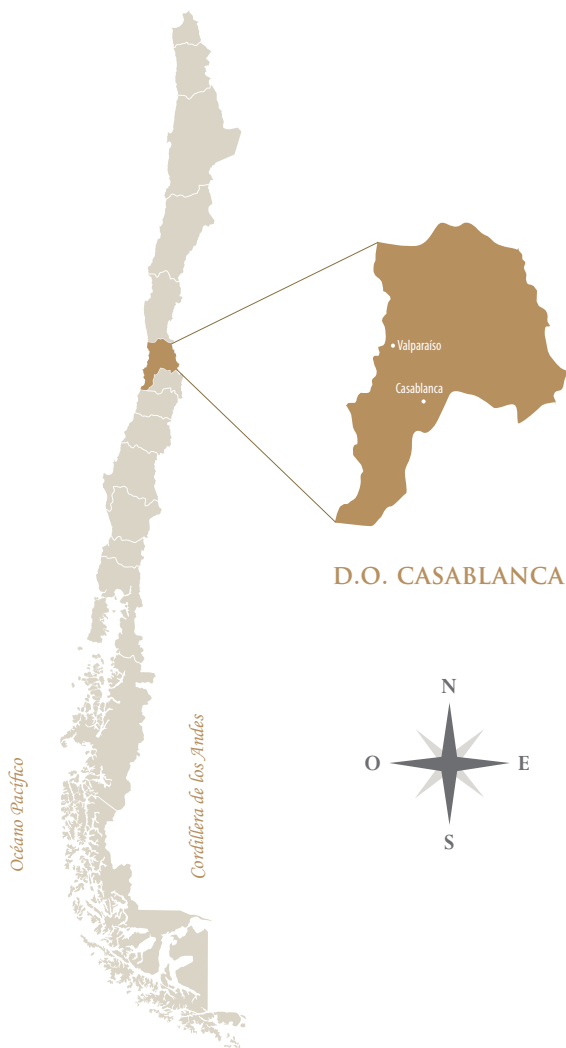 Valparaíso
Casablanca
D.O. CASABLANCA
N
O
E
S
Océano Pacífico
Cordillera de los Andes